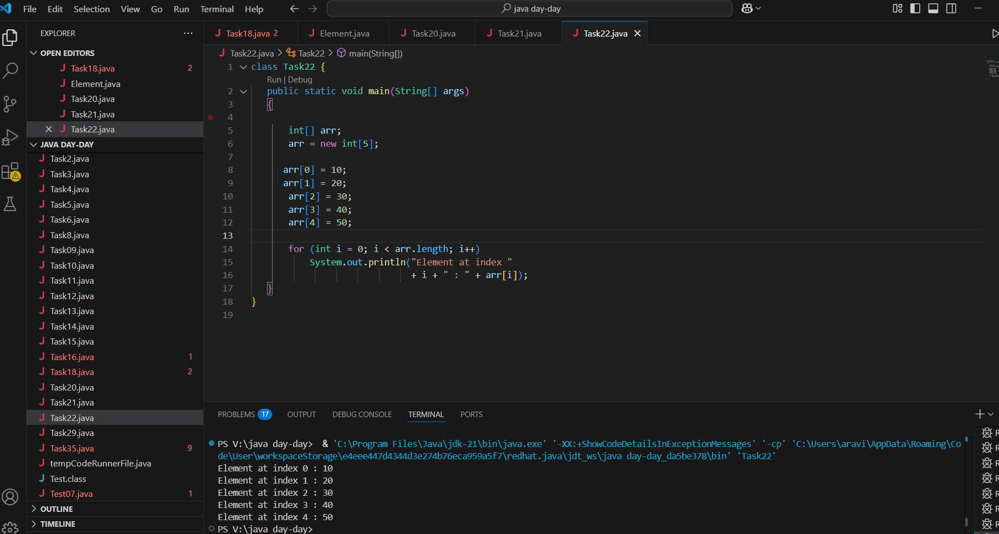 File Edit Selection View Go Run Terminal Help
java day-day
EXPLORER
OPEN EDITORS
Task18.java 2
Element.java
Task20.java
Task21.java
Task22.java
JAVA DAY-DAY
Task2.java
Task3.java
Task4.java
Task5.java
Task6.java
Task8.java
Task09.java
Task10.java
Task11.java
Task12.java
Task13.java
Task14.java
Task15.java
Task16.java 1
Task18.java 2
Task20.java
Task21.java
Task22.java
Task29.java
Task35.java 9
tempCodeRunnerFile.java
Test.class
Test07.java 1
OUTLINE
TIMELINE
Task18.java 2 Element.java Task20.java Task21.java Task22.java
Task22.java > Task22 > main(String[])
1 class Task22 {
Run | Debug
2 public static void main(String[] args)
3 {
4
5 int[] arr;
6 arr = new int[5];
7
8 arr[0] = 10;
9 arr[1] = 20;
10 arr[2] = 30;
11 arr[3] = 40;
12 arr[4] = 50;
13
14 for (int i = 0; i < arr.length; i++)
15 System.out.println("Element at index "
16 + i + " : " + arr[i]);
17 }
18 }
19
PROBLEMS 17 OUTPUT DEBUG CONSOLE TERMINAL PORTS
PS V:\java day-day> & 'C:\Program Files\Java\jdk-21\bin\java.exe' '-XX:+ShowCodeDetailsInExceptionMessages' '-cp' 'C:\Users\aravi\AppData\Roaming\Co
de\User\workspaceStorage\e4eee447d4344d3e274b76eca959a5f7\redhat.java\jdt_ws\java day-day_da5be378\bin' 'Task22'
Element at index 0 : 10
Element at index 1 : 20
Element at index 2 : 30
Element at index 3 : 40
Element at index 4 : 50
PS V:\java day-day>
R
R
R
R
R
R
R